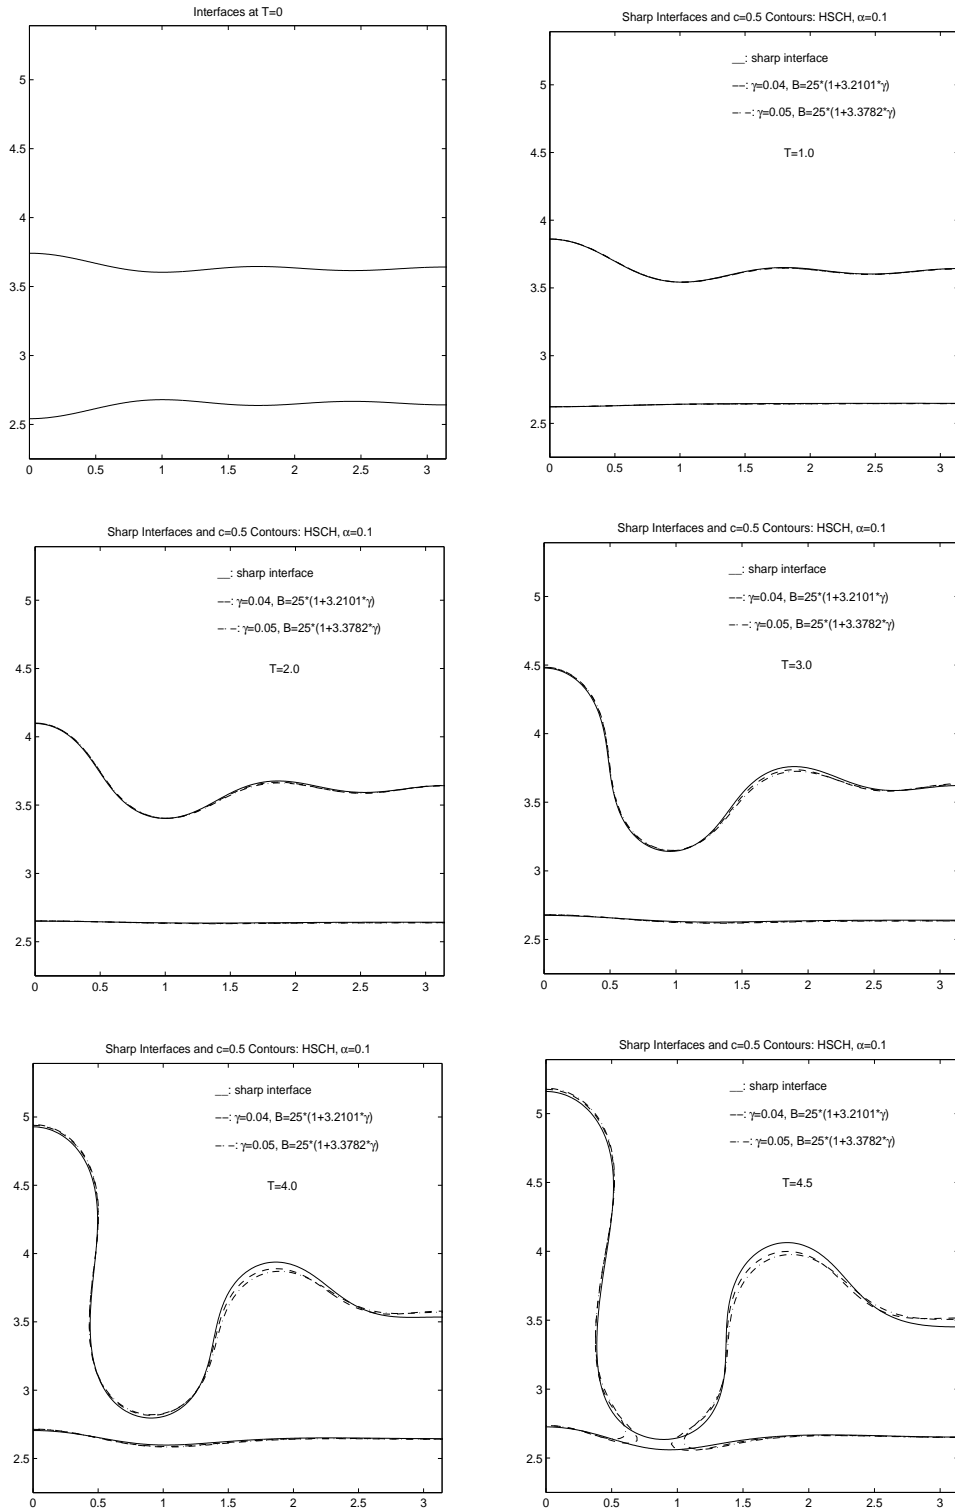 Interfaces at T=0
5
4.5
4
3.5
3
2.5
0 0.5 1 1.5 2 2.5 3
Sharp Interfaces and c=0.5 Contours: HSCH, α=0.1
__: sharp interface
−−: γ=0.04, B=25*(1+3.2101*γ)
−·−: γ=0.05, B=25*(1+3.3782*γ)
T=1.0
5
4.5
4
3.5
3
2.5
0 0.5 1 1.5 2 2.5 3
Sharp Interfaces and c=0.5 Contours: HSCH, α=0.1
__: sharp interface
−−: γ=0.04, B=25*(1+3.2101*γ)
−·−: γ=0.05, B=25*(1+3.3782*γ)
T=2.0
5
4.5
4
3.5
3
2.5
0 0.5 1 1.5 2 2.5 3
Sharp Interfaces and c=0.5 Contours: HSCH, α=0.1
__: sharp interface
−−: γ=0.04, B=25*(1+3.2101*γ)
−·−: γ=0.05, B=25*(1+3.3782*γ)
T=3.0
5
4.5
4
3.5
3
2.5
0 0.5 1 1.5 2 2.5 3
Sharp Interfaces and c=0.5 Contours: HSCH, α=0.1
__: sharp interface
−−: γ=0.04, B=25*(1+3.2101*γ)
−·−: γ=0.05, B=25*(1+3.3782*γ)
T=4.0
5
4.5
4
3.5
3
2.5
0 0.5 1 1.5 2 2.5 3
Sharp Interfaces and c=0.5 Contours: HSCH, α=0.1
__: sharp interface
−−: γ=0.04, B=25*(1+3.2101*γ)
−·−: γ=0.05, B=25*(1+3.3782*γ)
T=4.5
5
4.5
4
3.5
3
2.5
0 0.5 1 1.5 2 2.5 3